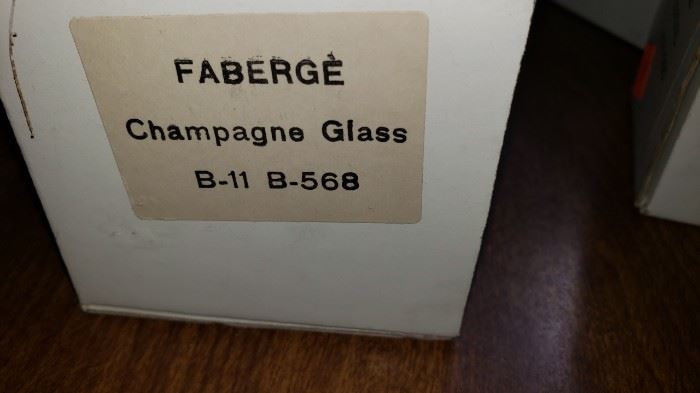 FABERGÈ
Champagne Glass
B-11 B-568